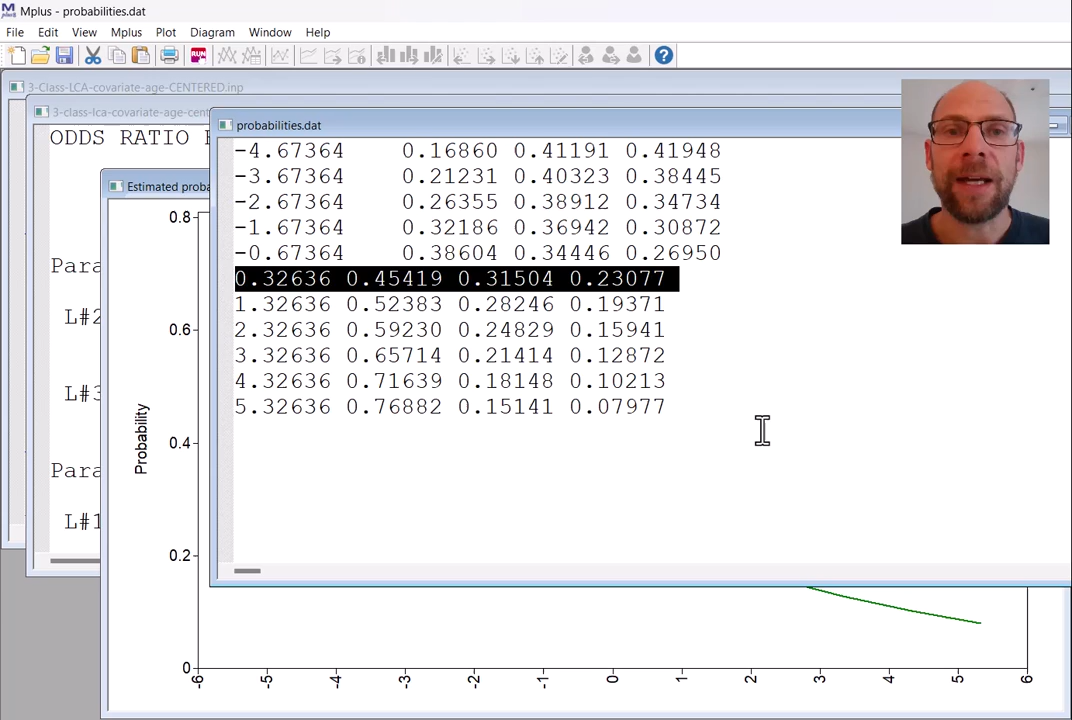 Mplus - probabilities.dat
File Edit View Mplus Plot Diagram Window Help
RUN
3-Class-LCA-covariate-age-CENTERED.inp
3-class-lca-covariate-age-cent
probabilities.dat
ODDS RATIO
Estimated proba
Para
L#2
L#3
Para
L#1
-4.67364 0.16860 0.41191 0.41948
-3.67364 0.21231 0.40323 0.38445
-2.67364 0.26355 0.38912 0.34734
-1.67364 0.32186 0.36942 0.30872
-0.67364 0.38604 0.34446 0.26950
0.32636 0.45419 0.31504 0.23077
1.32636 0.52383 0.28246 0.19371
2.32636 0.59230 0.24829 0.15941
3.32636 0.65714 0.21414 0.12872
4.32636 0.71639 0.18148 0.10213
5.32636 0.76882 0.15141 0.07977
Probability
0.8
0.6
0.4
0.2
0
-6 -5 -4 -3 -2 -1 0 1 2 3 4 5 6